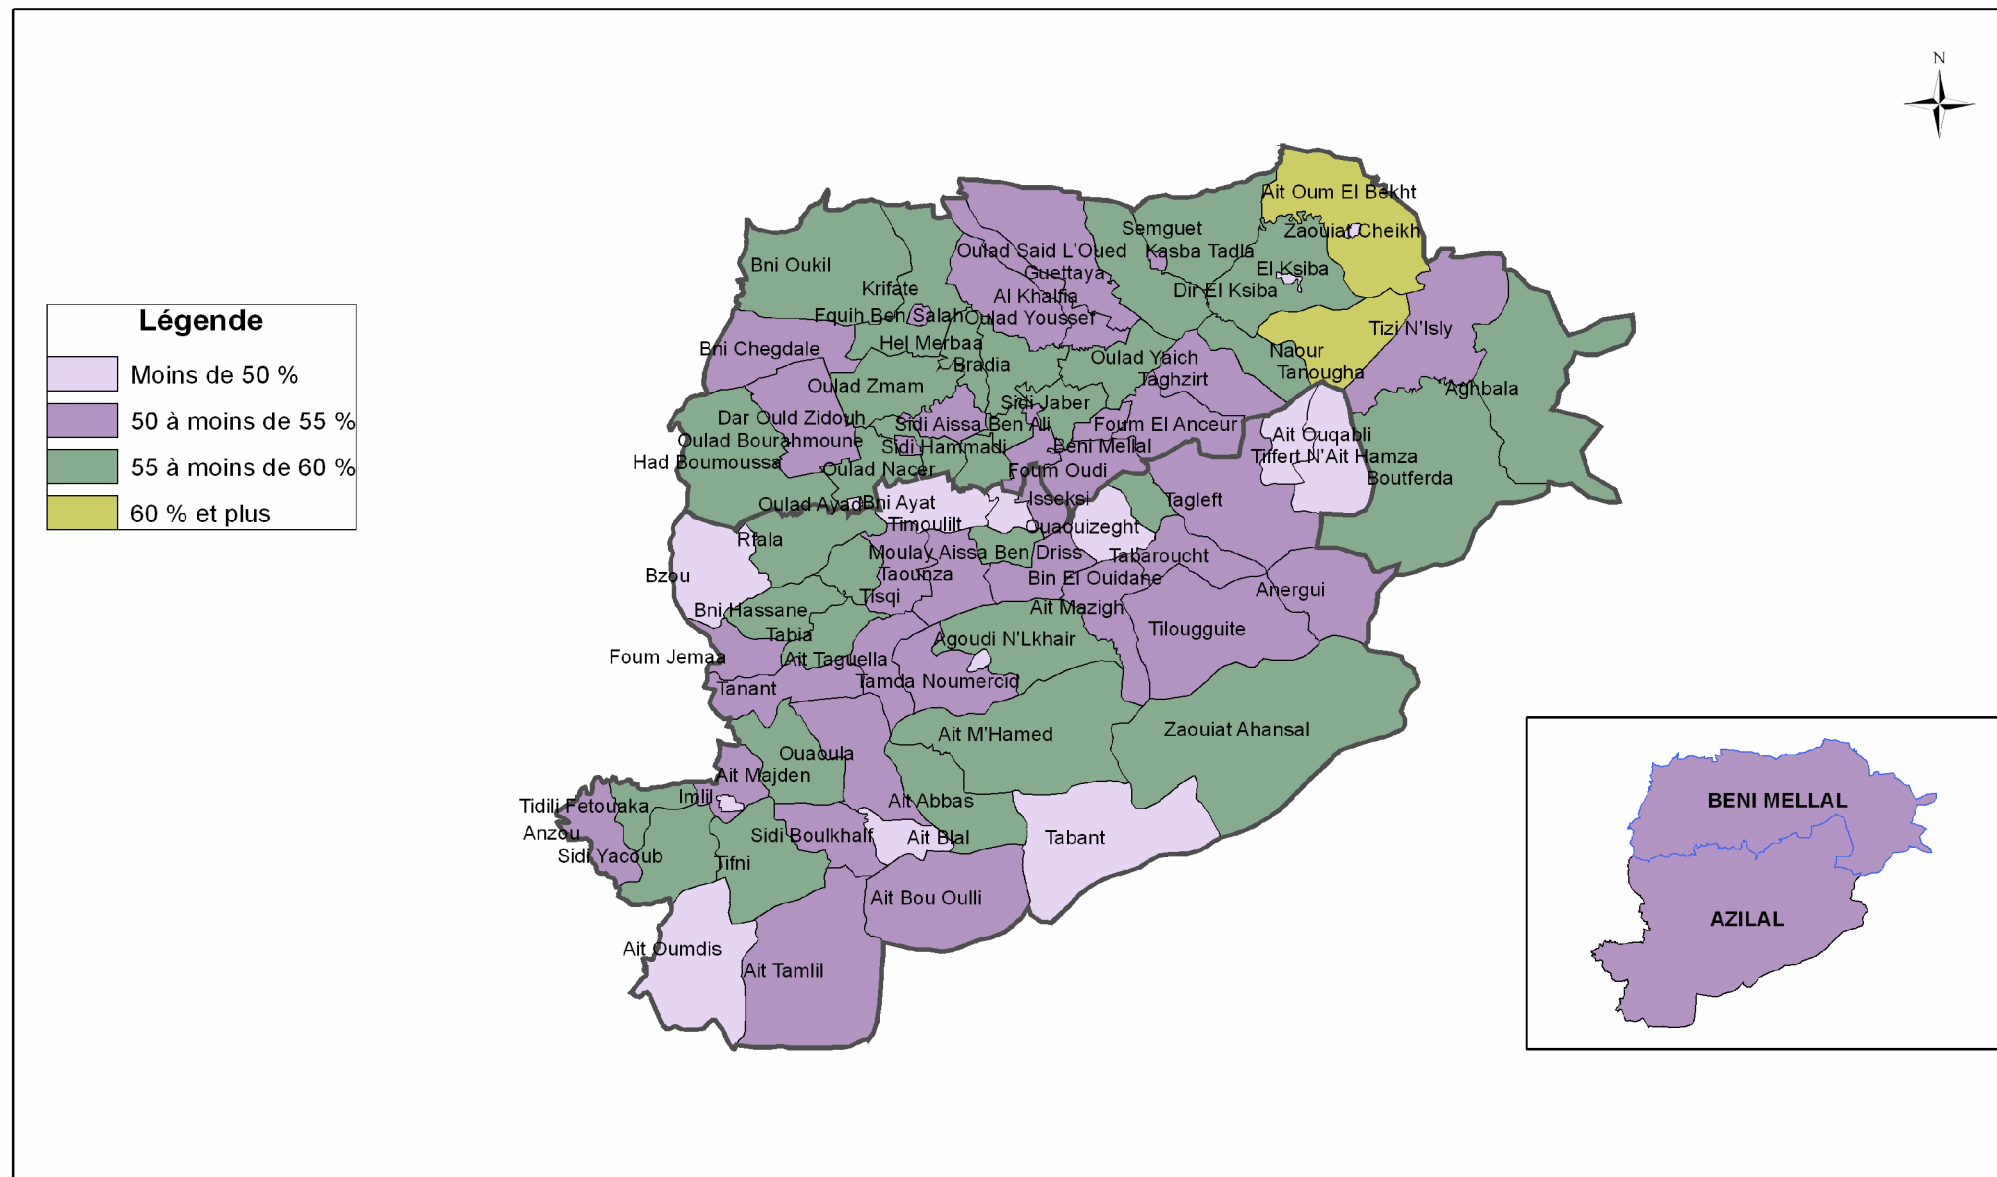 N
Légende
Moins de 50 %
50 à moins de 55 %
55 à moins de 60 %
60 % et plus
Ait Oum El Bekht
Zaouiat Cheikh
Semguet
Kasba Tadla
Oulad Said L'Oued
Guettaya
El Ksiba
Dir El Ksiba
Bni Oukil
Krifate
Al Khalfia
Fquih Ben Salah
Oulad Youssef
Tizi N'Isly
Bni Chegdale
Hel Merbaa
Bradia
Oulad Yaich
Naour
Taghzirt
Tanougha
Oulad Zmam
Aghbala
Sidi Jaber
Dar Ould Zidouh
Sidi Aissa Ben Ali
Foum El Anceur
Ait Ouqabli
Oulad Bourahmoune
Sidi Hammadi
Beni Mellal
Tiffert N'Ait Hamza
Had Boumoussa
Oulad Nacer
Foum Oudi
Boutferda
Oulad Ayad
Bni Ayat
Isseksi
Tagleft
Timoulilt
Ouaouizeght
Rfala
Moulay Aissa Ben Driss
Tabaroucht
Bzou
Taounza
Bin El Ouidane
Anergui
Tisqi
Bni Hassane
Ait Mazigh
Tabia
Agoudi N'Lkhair
Tilougguite
Foum Jemaa
Ait Taguella
Tanant
Tamda Noumercid
Ait M'Hamed
Zaouiat Ahansal
Ouaoula
Ait Majden
Imlil
Tidili Fetouaka
Ait Abbas
Anzou
Sidi Boulkhalf
Ait Blal
Tabant
Sidi Yacoub
Tifni
Ait Bou Oulli
Ait Oumdis
Ait Tamlil
BENI MELLAL
AZILAL